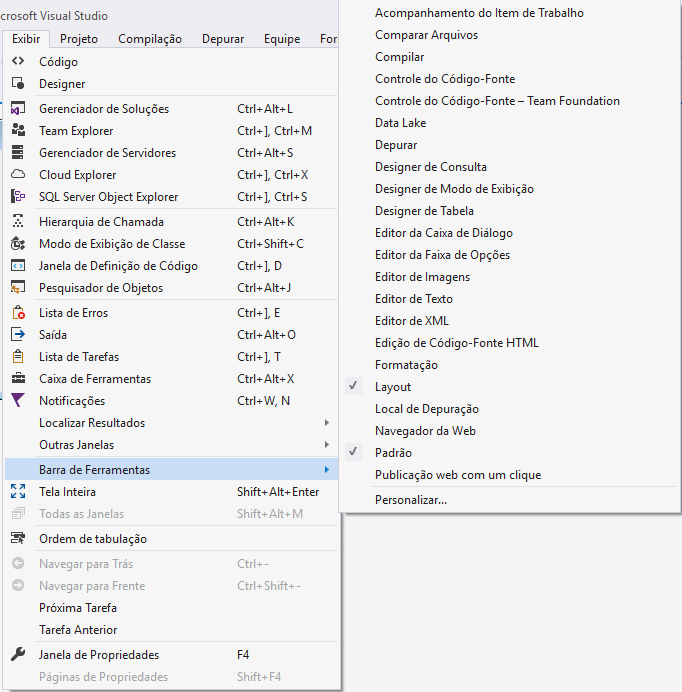 crosoft Visual Studio
Exibir Projeto Compilação Depurar Equipe For
Código
Designer
Gerenciador de Soluções Ctrl+Alt+L
Team Explorer Ctrl+], Ctrl+M
Gerenciador de Servidores Ctrl+Alt+S
Cloud Explorer Ctrl+], Ctrl+X
SQL Server Object Explorer Ctrl+], Ctrl+S
Hierarquia de Chamada Ctrl+Alt+K
Modo de Exibição de Classe Ctrl+Shift+C
Janela de Definição de Código Ctrl+], D
Pesquisador de Objetos Ctrl+Alt+J
Lista de Erros Ctrl+], E
Saída Ctrl+Alt+O
Lista de Tarefas Ctrl+], T
Caixa de Ferramentas Ctrl+Alt+X
Notificações Ctrl+W, N
Localizar Resultados
Outras Janelas
Barra de Ferramentas
Tela Inteira Shift+Alt+Enter
Todas as Janelas Shift+Alt+M
Ordem de tabulação
Navegar para Trás Ctrl+-
Navegar para Frente Ctrl+Shift+-
Próxima Tarefa
Tarefa Anterior
Janela de Propriedades F4
Páginas de Propriedades Shift+F4
Acompanhamento do Item de Trabalho
Comparar Arquivos
Compilar
Controle do Código-Fonte
Controle do Código-Fonte – Team Foundation
Data Lake
Depurar
Designer de Consulta
Designer de Modo de Exibição
Designer de Tabela
Editor da Caixa de Diálogo
Editor da Faixa de Opções
Editor de Imagens
Editor de Texto
Editor de XML
Edição de Código-Fonte HTML
Formatação
Layout
Local de Depuração
Navegador da Web
Padrão
Publicação web com um clique
Personalizar...